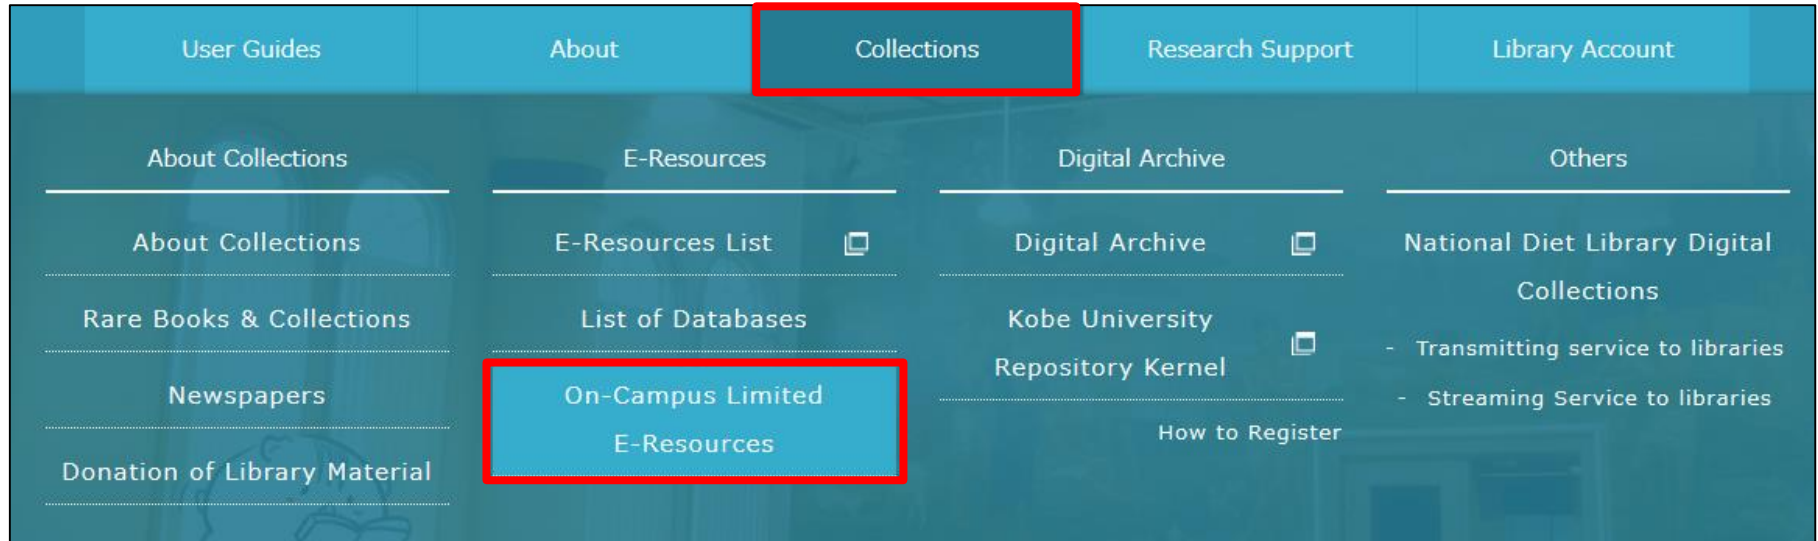 User Guides
About
Collections
Research Support
Library Account
About Collections
About Collections
Rare Books & Collections
Newspapers
Donation of Library Material
E-Resources
E-Resources List
List of Databases
On-Campus Limited
E-Resources
Digital Archive
Digital Archive
Kobe University
Repository Kernel
How to Register
Others
National Diet Library Digital
Collections
- Transmitting service to libraries
- Streaming Service to libraries